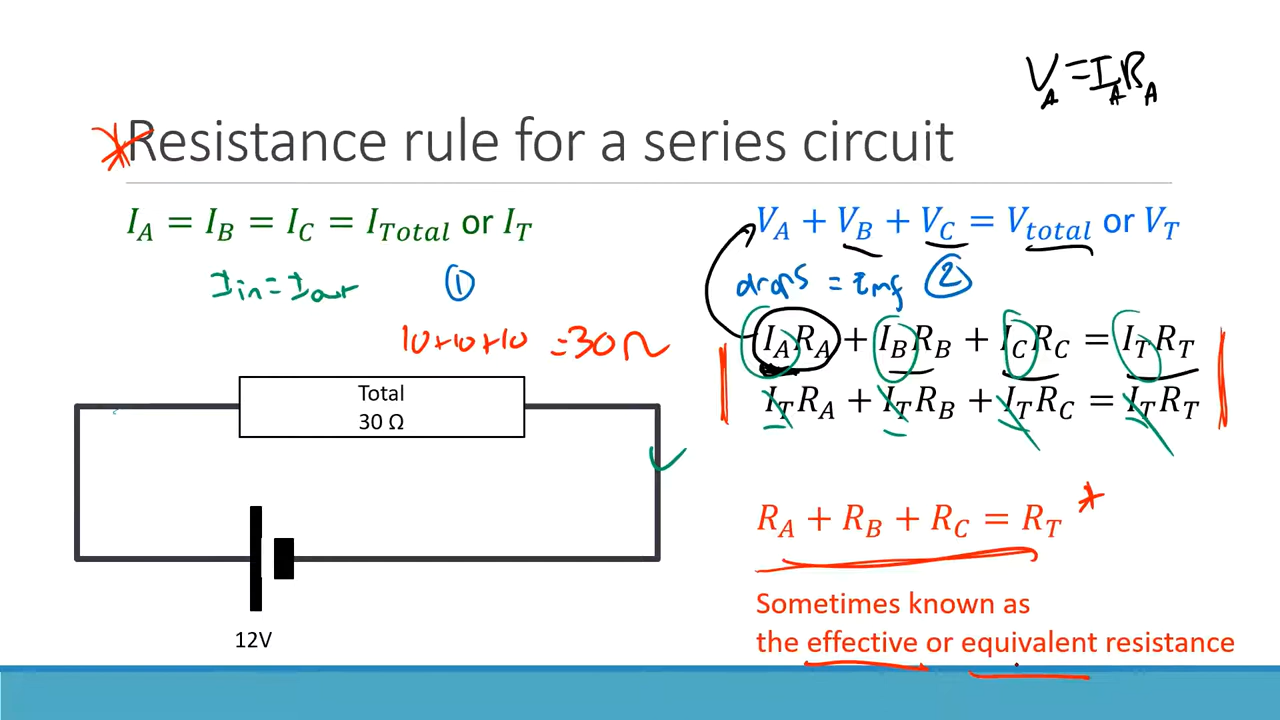 V_A = I_A R_A
Resistance rule for a series circuit
I_A = I_B = I_C = I_Total or I_T
V_A + V_B + V_C = V_total or V_T
I in = I out
①
drops = emf ②
10+10+10 = 30Ω
I_A R_A + I_B R_B + I_C R_C = I_T R_T
I_T R_A + I_T R_B + I_T R_C = I_T R_T
Total
30 Ω
R_A + R_B + R_C = R_T *
12V
Sometimes known as
the effective or equivalent resistance